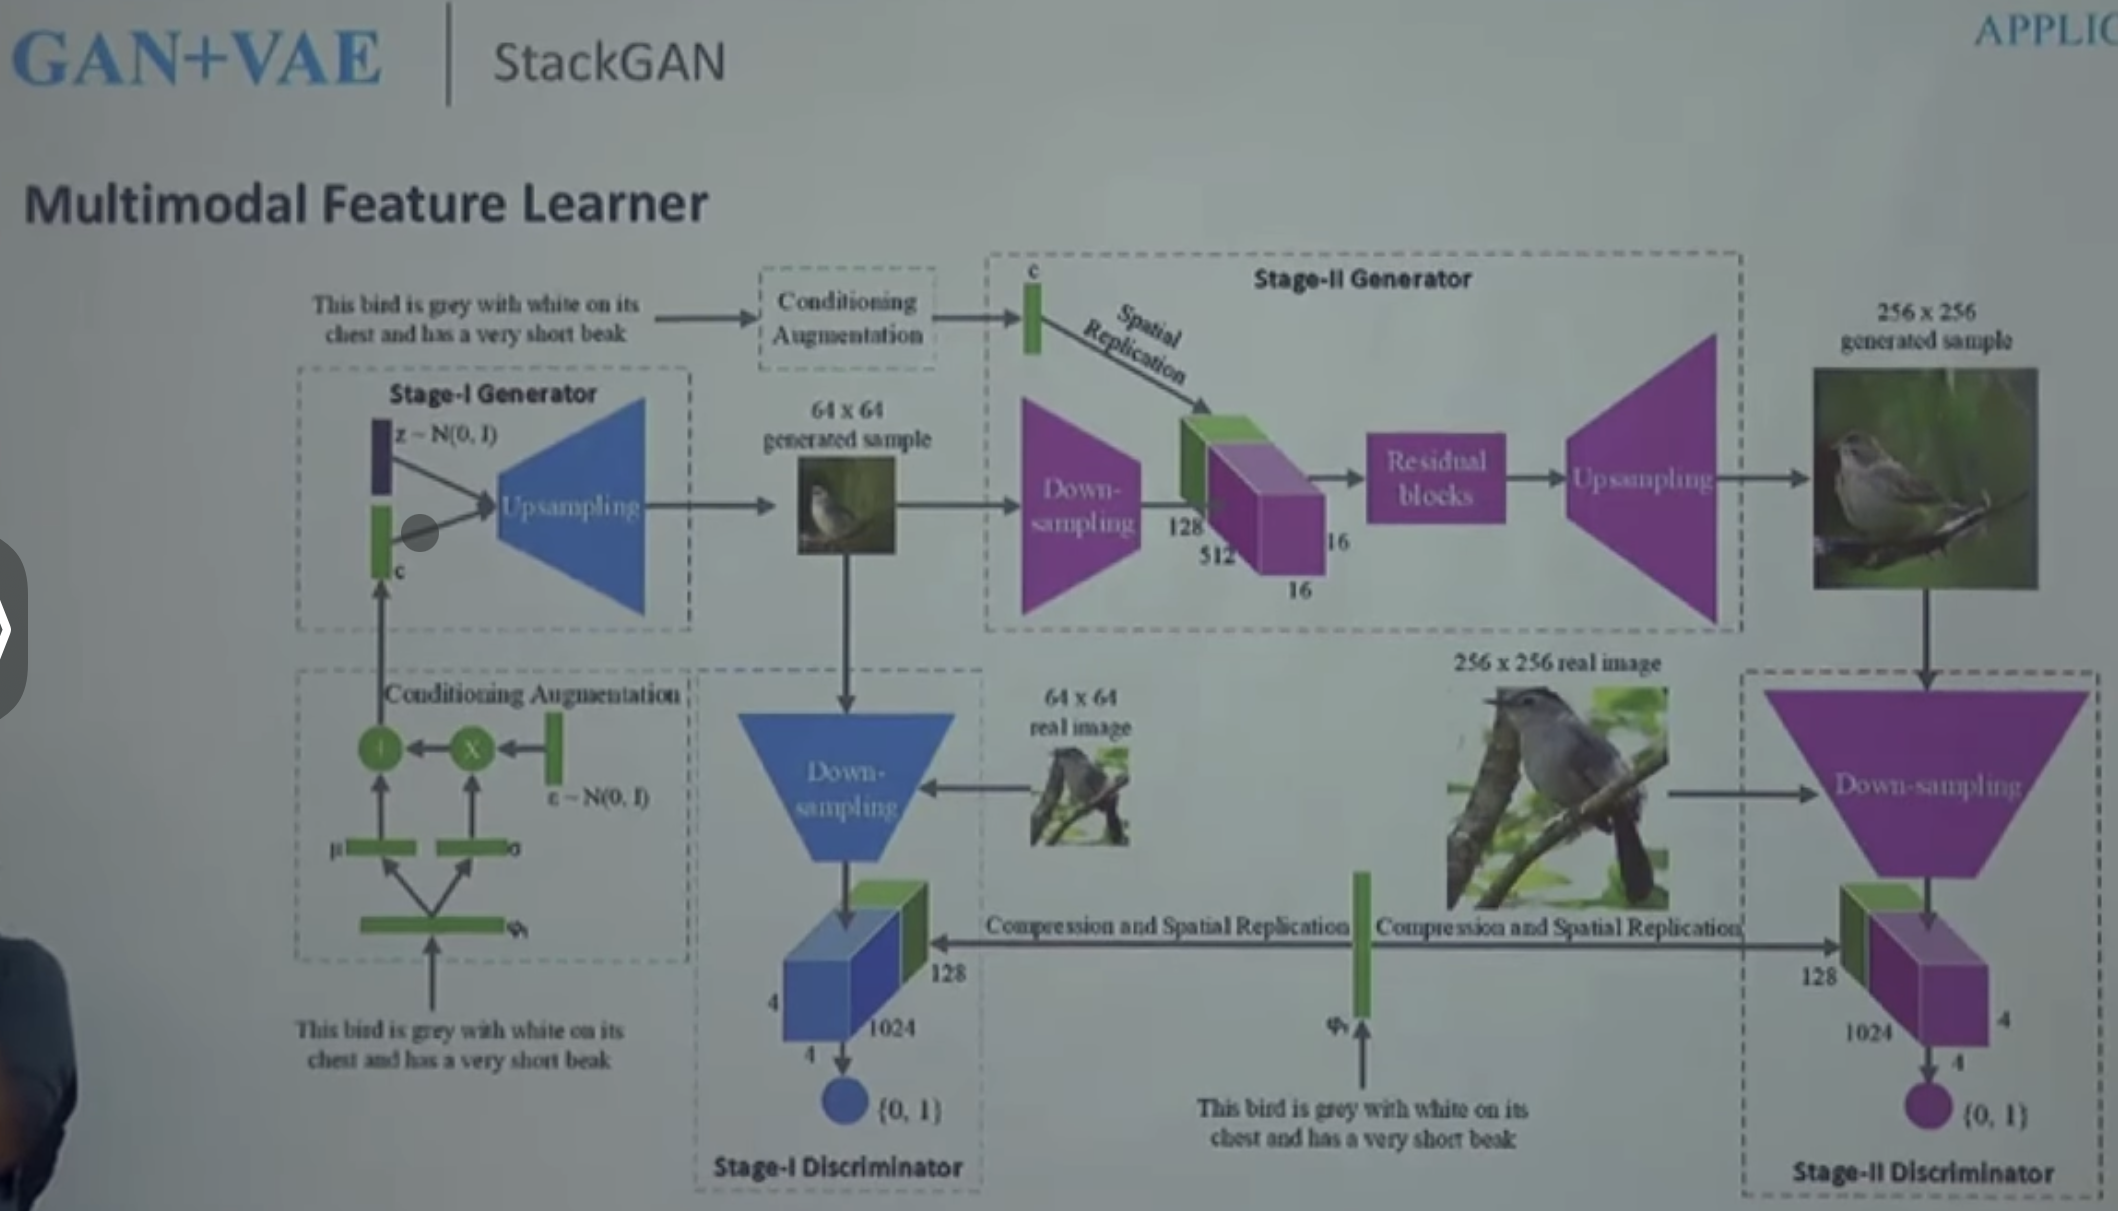 GAN+VAE
StackGAN
APPLIC
Multimodal Feature Learner
This bird is grey with white on its
chest and has a very short beak
Conditioning
Augmentation
c
Spatial
Replication
Stage-II Generator
256 x 256
generated sample
Stage-I Generator
z ~ N(0, I)
c
Upsampling
64 x 64
generated sample
Down-
sampling
128
512
16
16
Residual
blocks
Upsampling
Conditioning Augmentation
+
X
ε ~ N(0, I)
μ
σ
φt
This bird is grey with white on its
chest and has a very short beak
Down-
sampling
64 x 64
real image
4
4
1024
128
{0, 1}
Stage-I Discriminator
Compression and Spatial Replication
Compression and Spatial Replication
φt
This bird is grey with white on its
chest and has a very short beak
256 x 256 real image
Down-sampling
128
1024
4
4
{0, 1}
Stage-II Discriminator